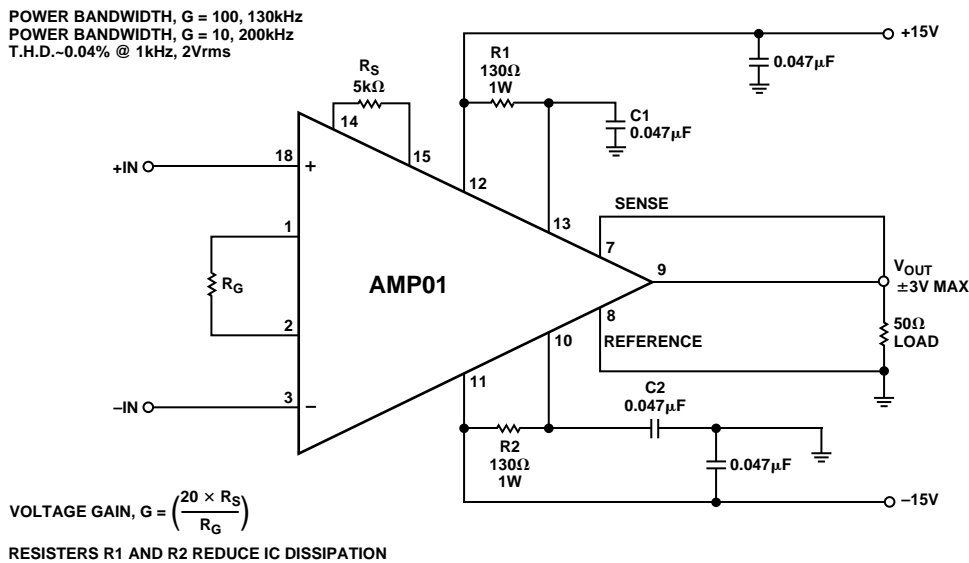 POWER BANDWIDTH, G = 100, 130kHz
POWER BANDWIDTH, G = 10, 200kHz
T.H.D.~0.04% @ 1kHz, 2Vrms
RS
5kΩ
14
15
R1
130Ω
1W
+15V
0.047μF
C1
0.047μF
+IN
18
+
12
13
SENSE
1
7
RG
AMP01
9
VOUT
±3V MAX
2
8
REFERENCE
50Ω
LOAD
10
11
–IN
3
–
C2
0.047μF
R2
130Ω
1W
0.047μF
–15V
VOLTAGE GAIN, G = (20 × RS / RG)
RESISTERS R1 AND R2 REDUCE IC DISSIPATION